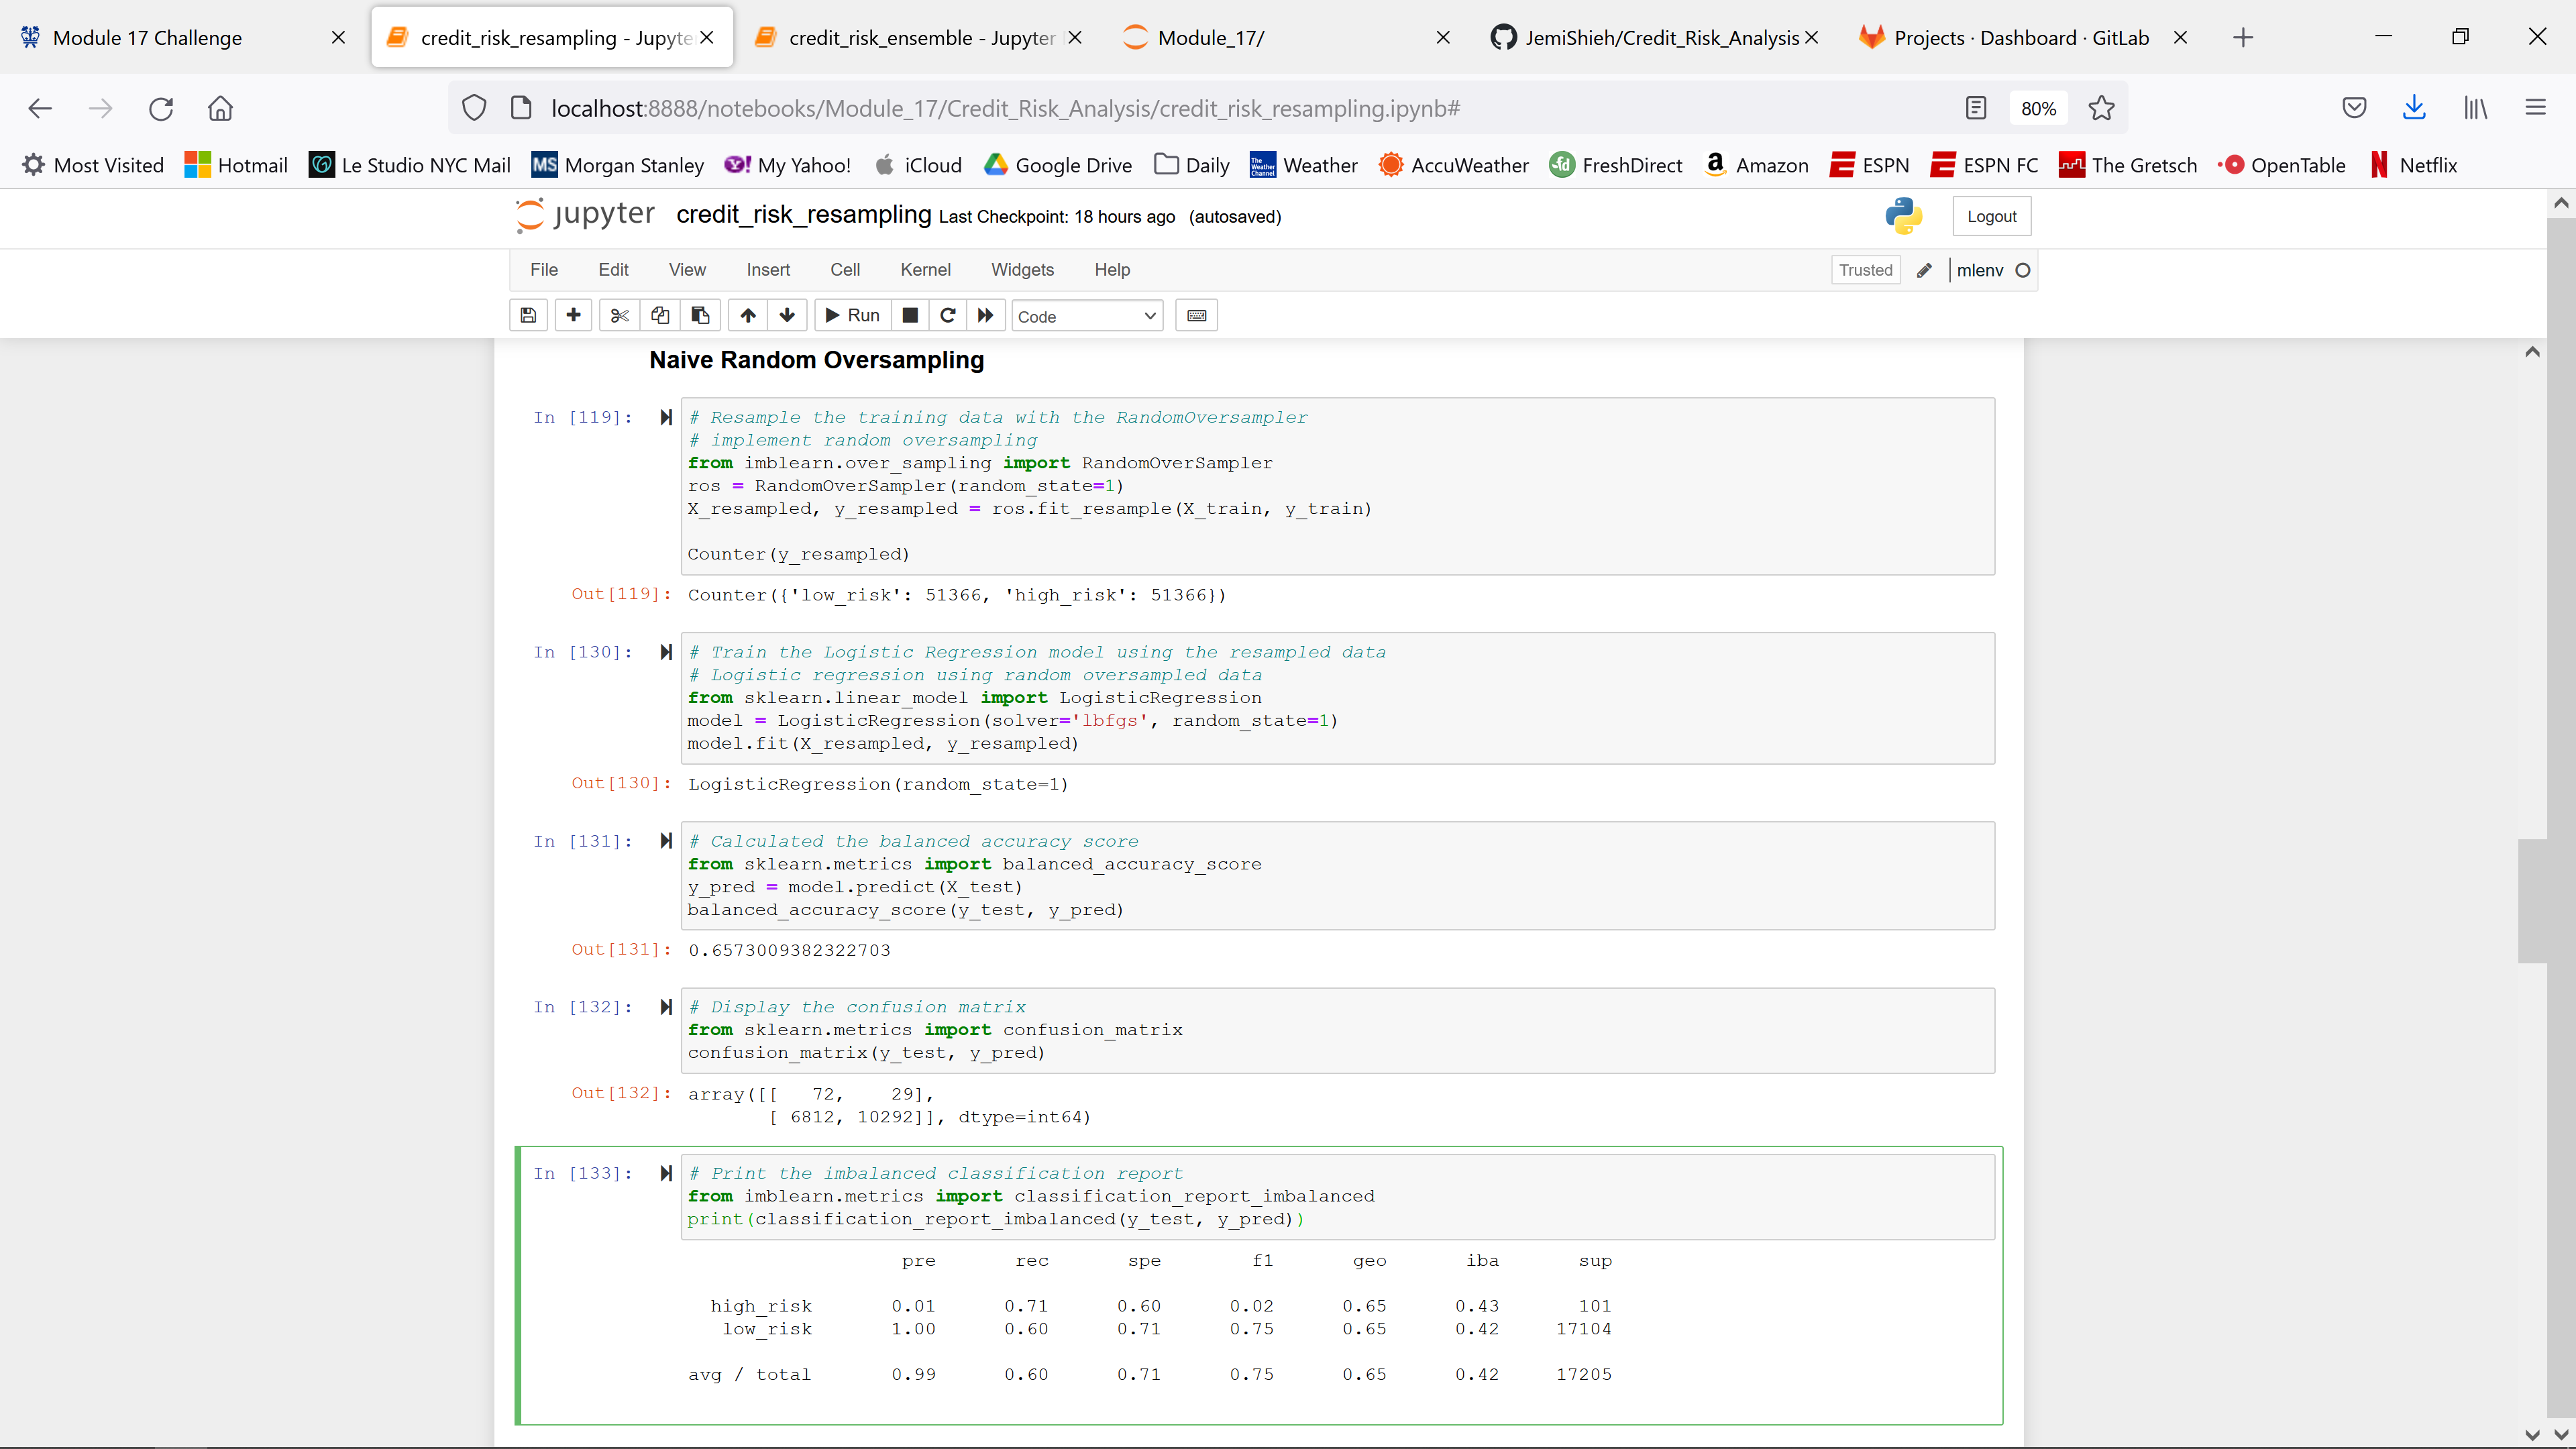 Module 17 Challenge
credit_risk_resampling - Jupyte
credit_risk_ensemble - Jupyter
Module_17/
JemiShieh/Credit_Risk_Analysis
Projects · Dashboard · GitLab
localhost:8888/notebooks/Module_17/Credit_Risk_Analysis/credit_risk_resampling.ipynb#
80%
Most Visited
Hotmail
Le Studio NYC Mail
MS Morgan Stanley
My Yahoo!
iCloud
Google Drive
Daily
Weather
AccuWeather
FreshDirect
Amazon
ESPN
ESPN FC
The Gretsch
OpenTable
Netflix
jupyter credit_risk_resampling Last Checkpoint: 18 hours ago (autosaved)
Logout
File Edit View Insert Cell Kernel Widgets Help
Trusted
mlenv
Run
Code
Naive Random Oversampling
In [119]:
# Resample the training data with the RandomOversampler
# implement random oversampling
from imblearn.over_sampling import RandomOverSampler
ros = RandomOverSampler(random_state=1)
X_resampled, y_resampled = ros.fit_resample(X_train, y_train)
Counter(y_resampled)
Out[119]: Counter({'low_risk': 51366, 'high_risk': 51366})
In [130]:
# Train the Logistic Regression model using the resampled data
# Logistic regression using random oversampled data
from sklearn.linear_model import LogisticRegression
model = LogisticRegression(solver='lbfgs', random_state=1)
model.fit(X_resampled, y_resampled)
Out[130]: LogisticRegression(random_state=1)
In [131]:
# Calculated the balanced accuracy score
from sklearn.metrics import balanced_accuracy_score
y_pred = model.predict(X_test)
balanced_accuracy_score(y_test, y_pred)
Out[131]: 0.6573009382322703
In [132]:
# Display the confusion matrix
from sklearn.metrics import confusion_matrix
confusion_matrix(y_test, y_pred)
Out[132]: array([[   72,    29],
[ 6812, 10292]], dtype=int64)
In [133]:
# Print the imbalanced classification report
from imblearn.metrics import classification_report_imbalanced
print(classification_report_imbalanced(y_test, y_pred))
pre rec spe f1 geo iba sup
high_risk 0.01 0.71 0.60 0.02 0.65 0.43 101
low_risk 1.00 0.60 0.71 0.75 0.65 0.42 17104
avg / total 0.99 0.60 0.71 0.75 0.65 0.42 17205